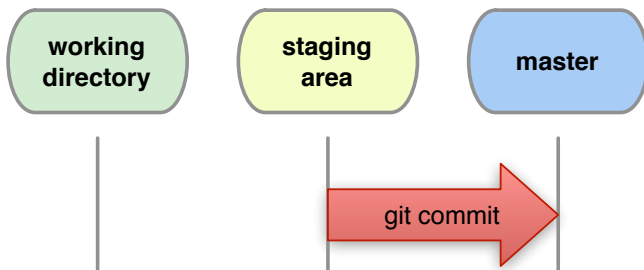 working
directory
staging
area
master
git commit